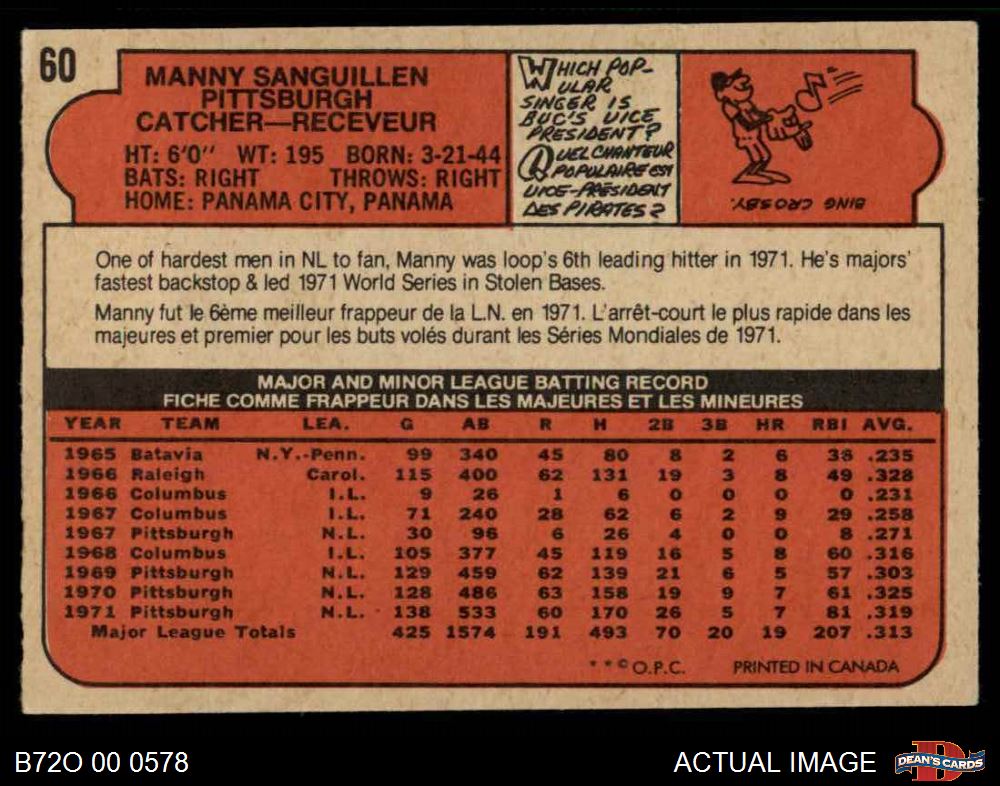 60
MANNY SANGUILLEN
PITTSBURGH
CATCHER—RECEVEUR
HT: 6'0" WT: 195 BORN: 3-21-44
BATS: RIGHT THROWS: RIGHT
HOME: PANAMA CITY, PANAMA
WHICH POP-
ULAR
SINGER IS
BUC'S VICE
PRESIDENT?
QUEL CHANTEUR
POPULAIRE EST
VICE-PRÉSIDENT
DES PIRATES?
BING CROSBY.
One of hardest men in NL to fan, Manny was loop's 6th leading hitter in 1971. He's majors'
fastest backstop & led 1971 World Series in Stolen Bases.
Manny fut le 6ème meilleur frappeur de la L.N. en 1971. L'arrêt-court le plus rapide dans les
majeures et premier pour les buts volés durant les Séries Mondiales de 1971.
MAJOR AND MINOR LEAGUE BATTING RECORD
FICHE COMME FRAPPEUR DANS LES MAJEURES ET LES MINEURES
YEAR TEAM LEA. G AB R H 2B 3B HR RBI AVG.
1965 Batavia N.Y.-Penn. 99 340 45 80 8 2 6 38 .235
1966 Raleigh Carol. 115 400 62 131 19 3 8 49 .328
1966 Columbus I.L. 9 26 1 6 0 0 0 0 .231
1967 Columbus I.L. 71 240 28 62 6 2 9 29 .258
1967 Pittsburgh N.L. 30 96 6 26 4 0 0 8 .271
1968 Columbus I.L. 105 377 45 119 16 5 8 60 .316
1969 Pittsburgh N.L. 129 459 62 139 21 6 5 57 .303
1970 Pittsburgh N.L. 128 486 63 158 19 9 7 61 .325
1971 Pittsburgh N.L. 138 533 60 170 26 5 7 81 .319
Major League Totals 425 1574 191 493 70 20 19 207 .313
**©O.P.C. PRINTED IN CANADA
B72O 00 0578
ACTUAL IMAGE
DEAN'S CARDS